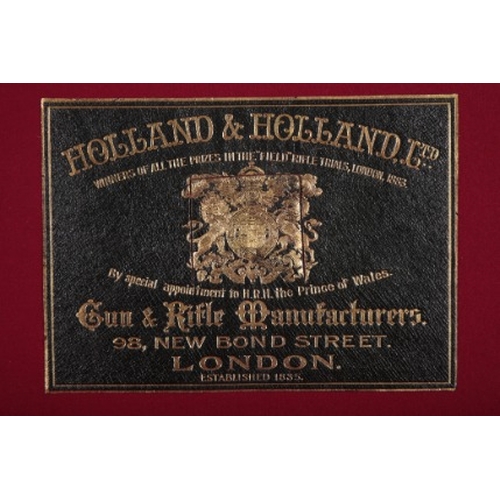 HOLLAND & HOLLAND, LTD
WINNERS OF ALL THE PRIZES IN THE "FIELD" RIFLE TRIALS, LONDON, 1883.
By special appointment to H.R.H. the Prince of Wales.
Gun & Rifle Manufacturers.
98, NEW BOND STREET.
LONDON.
ESTABLISHED 1835.